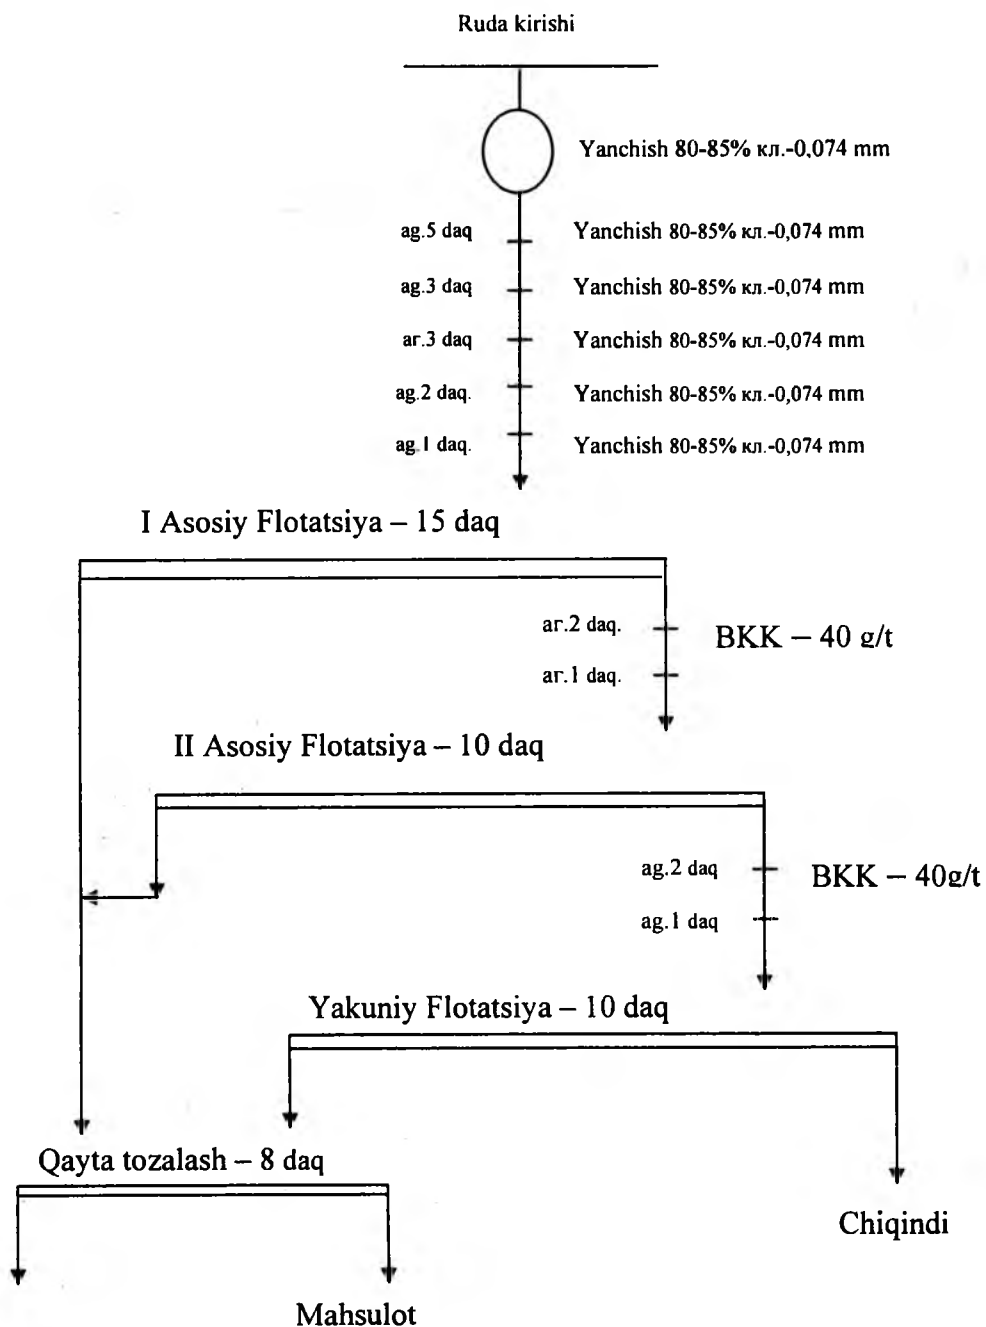 Ruda kirishi
Yanchish 80-85% кл.-0,074 mm
ag.5 daq Yanchish 80-85% кл.-0,074 mm
ag.3 daq Yanchish 80-85% кл.-0,074 mm
аг.3 daq Yanchish 80-85% кл.-0,074 mm
ag.2 daq. Yanchish 80-85% кл.-0,074 mm
ag.1 daq. Yanchish 80-85% кл.-0,074 mm
I Asosiy Flotatsiya – 15 daq
аг.2 daq. BKK – 40 g/t
аг.1 daq.
II Asosiy Flotatsiya – 10 daq
ag.2 daq BKK – 40g/t
ag.1 daq
Yakuniy Flotatsiya – 10 daq
Qayta tozalash – 8 daq
Chiqindi
Mahsulot